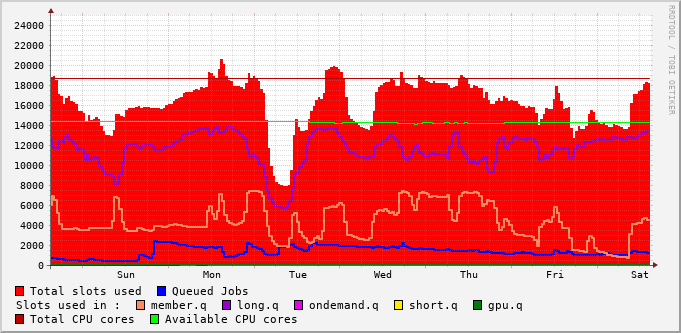 24000
22000
20000
18000
16000
14000
12000
10000
8000
6000
4000
2000
0
Sun Mon Tue Wed Thu Fri Sat
RRDTOOL / TOBI OETIKER
Total slots used Queued Jobs
Slots used in : member.q long.q ondemand.q short.q gpu.q
Total CPU cores Available CPU cores